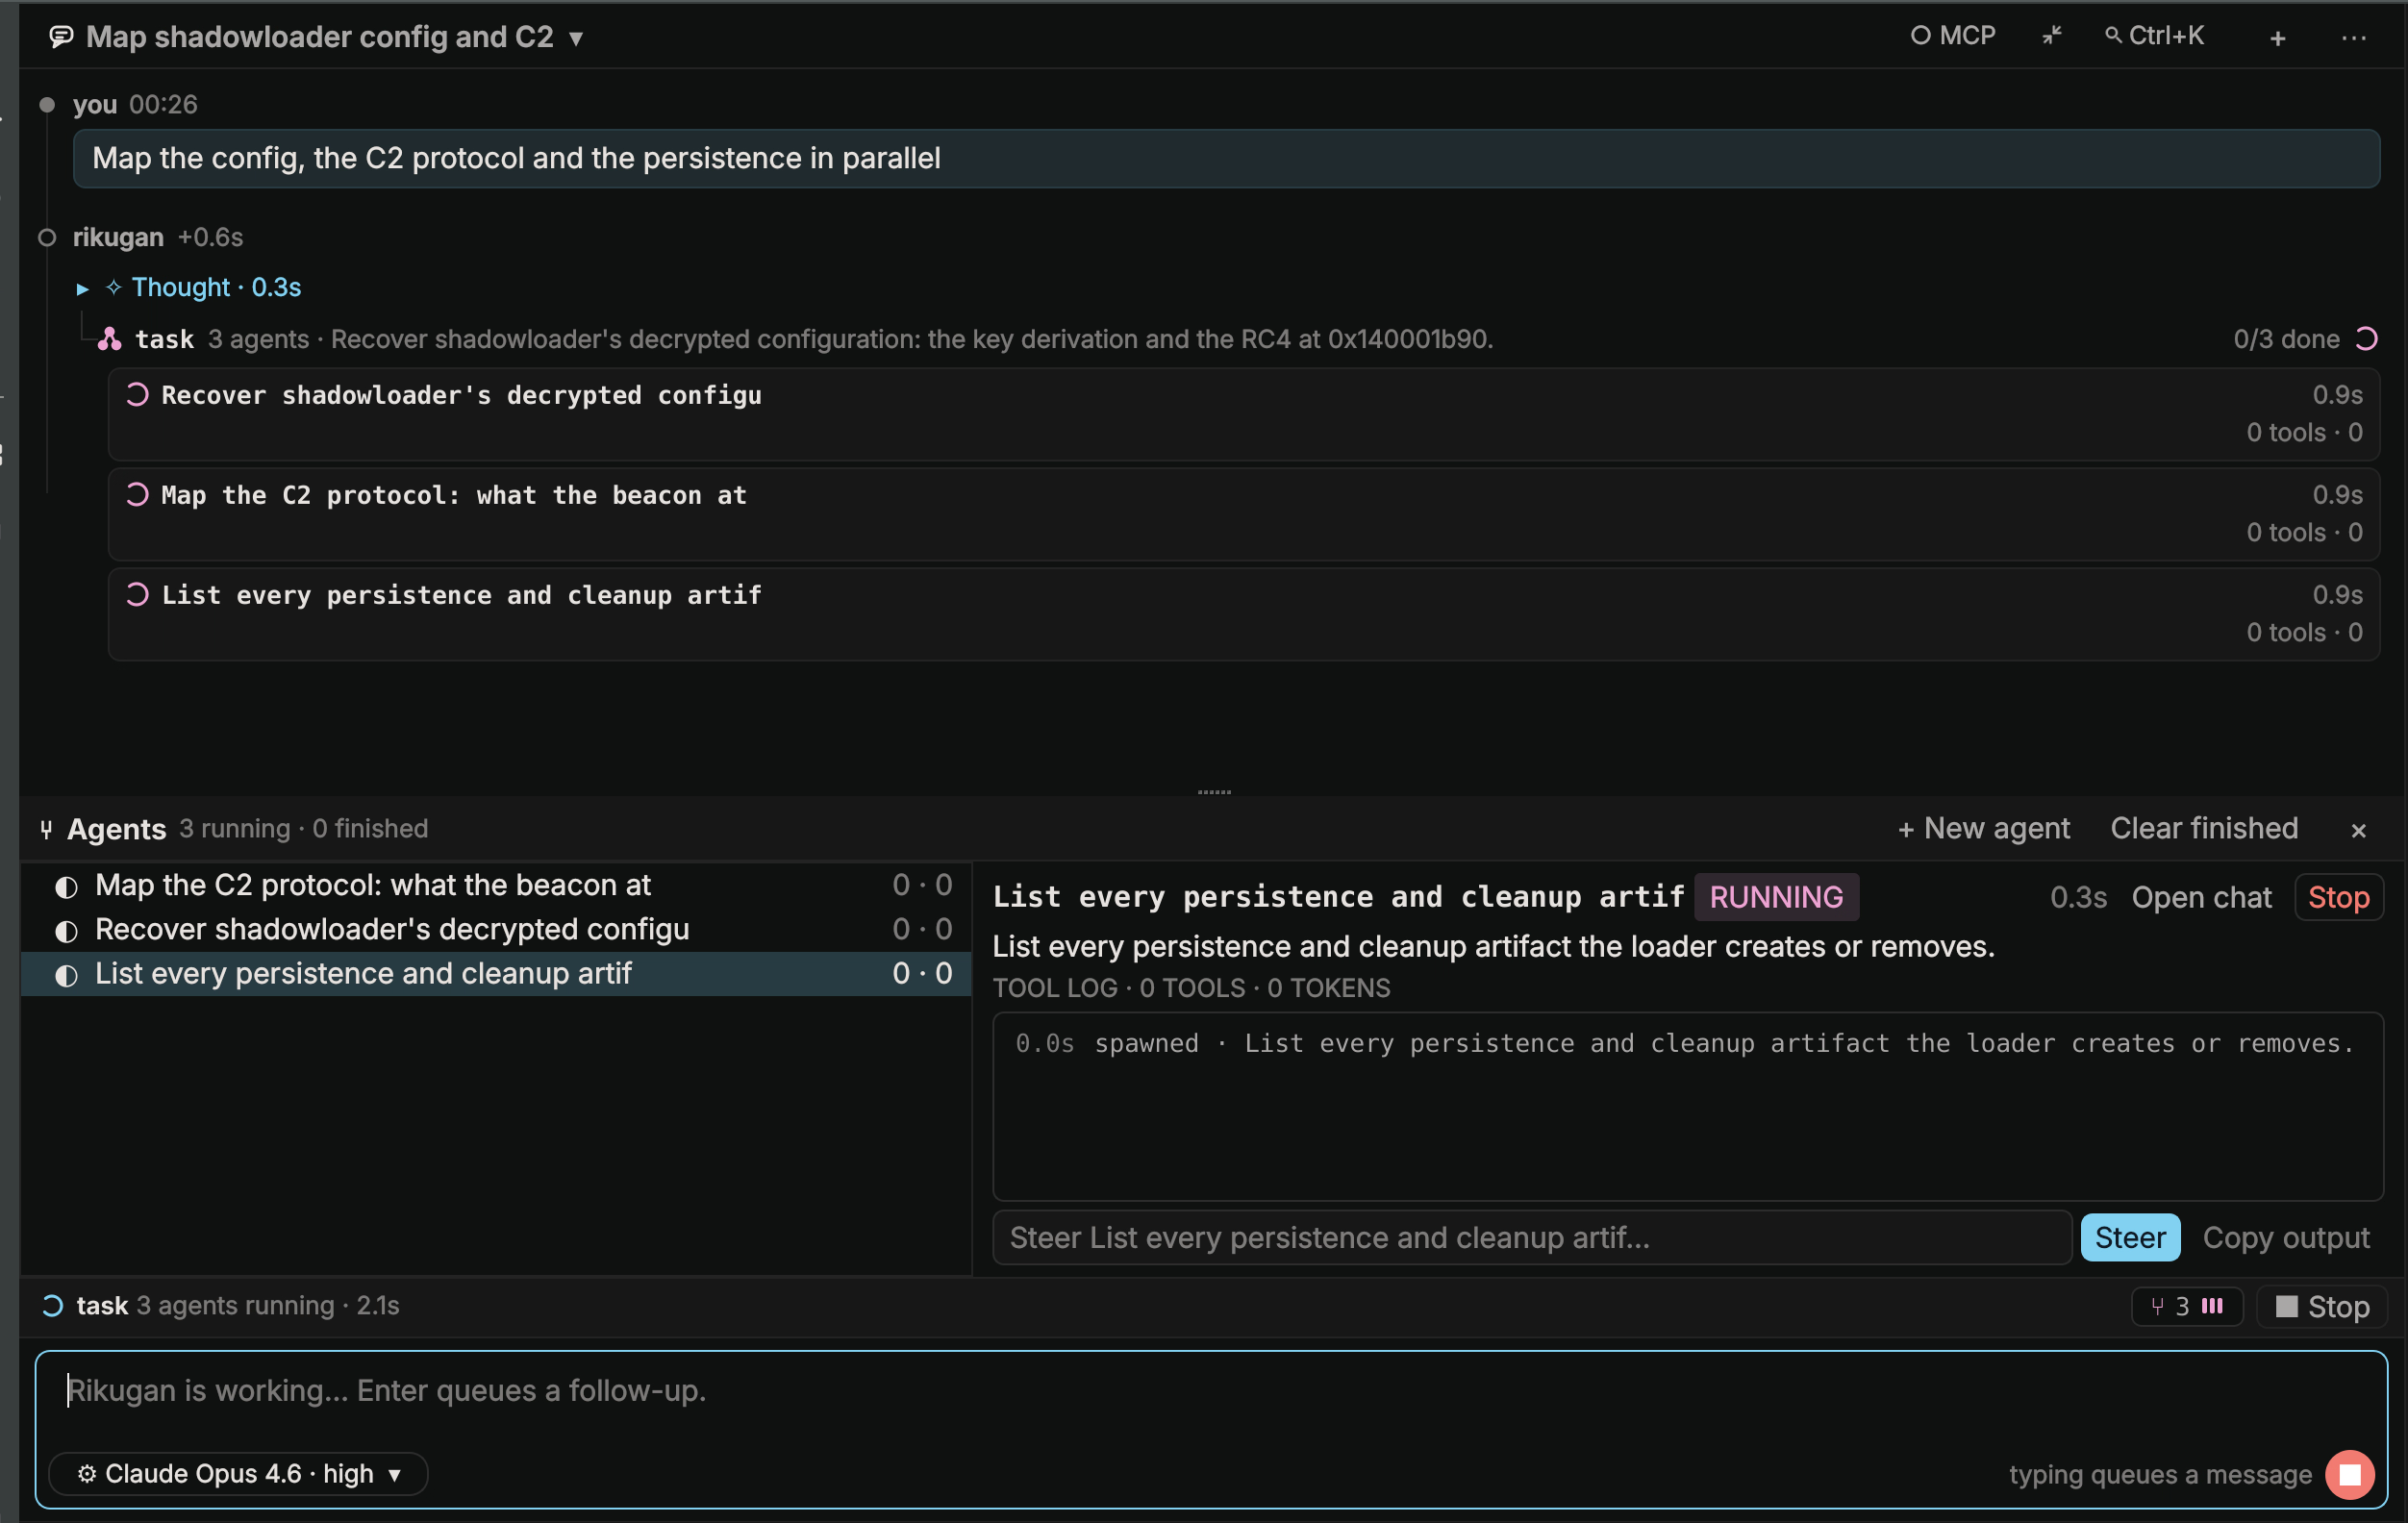 Map shadowloader config and C2 ▾
MCP
Ctrl+K
+
...
you 00:26
Map the config, the C2 protocol and the persistence in parallel
rikugan +0.6s
Thought · 0.3s
task 3 agents · Recover shadowloader's decrypted configuration: the key derivation and the RC4 at 0x140001b90. 0/3 done
Recover shadowloader's decrypted configu 0.9s
0 tools · 0
Map the C2 protocol: what the beacon at 0.9s
0 tools · 0
List every persistence and cleanup artif 0.9s
0 tools · 0
Agents 3 running · 0 finished
+ New agent Clear finished ×
Map the C2 protocol: what the beacon at 0 · 0
Recover shadowloader's decrypted configu 0 · 0
List every persistence and cleanup artif 0 · 0
List every persistence and cleanup artif RUNNING 0.3s Open chat Stop
List every persistence and cleanup artifact the loader creates or removes.
TOOL LOG · 0 TOOLS · 0 TOKENS
0.0s spawned · List every persistence and cleanup artifact the loader creates or removes.
Steer List every persistence and cleanup artif... Steer Copy output
task 3 agents running · 2.1s
3 Stop
Rikugan is working... Enter queues a follow-up.
Claude Opus 4.6 · high ▾
typing queues a message